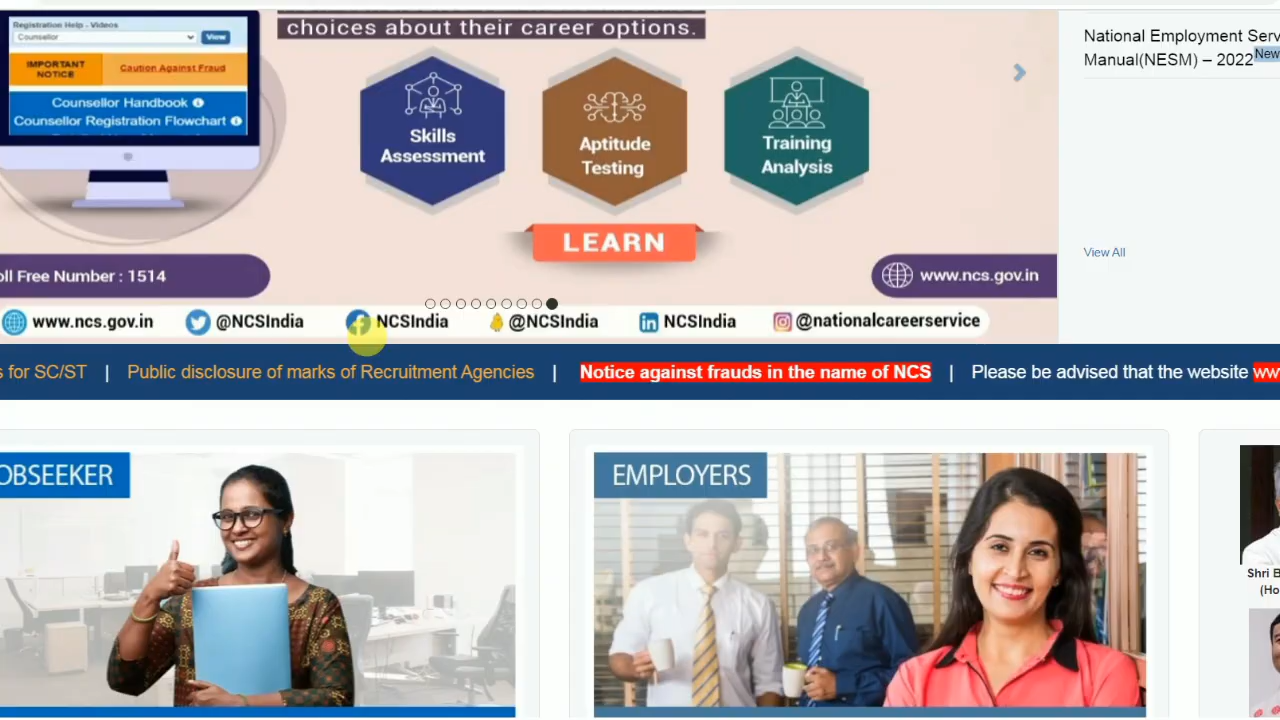 choices about their career options.
Registration Help - Videos
Counsellor
View
IMPORTANT
NOTICE
Caution Against Fraud
Counsellor Handbook
Counsellor Registration Flowchart
Skills
Assessment
Aptitude
Testing
Training
Analysis
LEARN
oll Free Number : 1514
www.ncs.gov.in
www.ncs.gov.in
@NCSIndia
NCSIndia
@NCSIndia
NCSIndia
@nationalcareerservice
National Employment Serv
Manual(NESM) – 2022 New
View All
s for SC/ST | Public disclosure of marks of Recruitment Agencies | Notice against frauds in the name of NCS | Please be advised that the website ww
OBSEEKER
EMPLOYERS
Shri B
(Ho